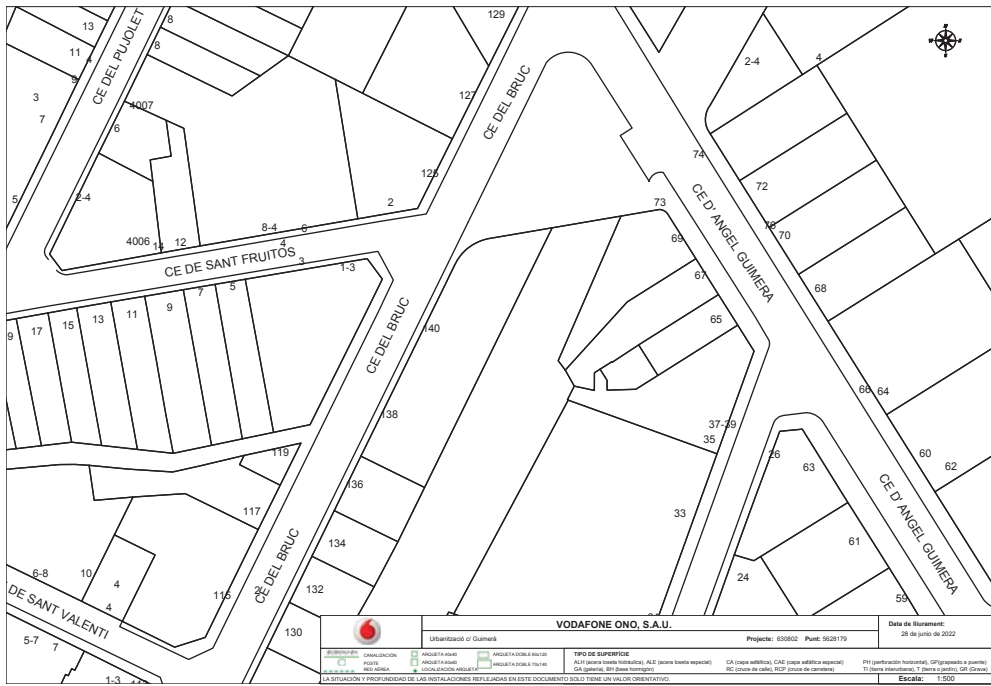 129
8
13
CE DEL PUJOLET
11
4
8
2-4
4
9
3
127
CE DEL BRUC
4007
7
6
74
125
72
CE D' ANGEL GUIMERA
5
2-4
2
73
76
8-4
6
70
4006
14
12
4
69
CE DE SANT FRUITOS
3
1-3
67
5
7
68
9
11
65
13
15
17
9
CE DEL BRUC
140
66
64
138
37-39
35
119
26
60
63
62
136
117
33
CE D' ANGEL GUIMERA
134
61
CE DEL BRUC
6-8
10
4
24
132
2
59
4
DE SANT VALENTI
130
5-7
7
1-3
VODAFONE ONO, S.A.U.
Data de lliurament:
28 de junio de 2022
Urbanització c/ Guimerà
Projecte: 630802 Punt: 5628179
CANALIZACIÓN
POSTE
RED AÉREA
ARQUETA 40x40
ARQUETA 60x60
LOCALIZACIÓN ARQUETA
ARQUETA DOBLE 60x120
ARQUETA DOBLE 70x140
TIPO DE SUPERFÍCIE
ALH (acera loseta hidráulica), ALE (acera loseta especial)
GA (galería), BH (base hormigón)
CA (capa asfáltica), CAE (capa asfáltica especial)
RC (cruce de calle), RCP (cruce de carretera)
PH (perforación horizontal), GP(grapeado a puente)
TI (tierra interurbana), T (tierra o jardín), GR (Grava)
LA SITUACIÓN Y PROFUNDIDAD DE LAS INSTALACIONES REFLEJADAS EN ESTE DOCUMENTO SOLO TIENE UN VALOR ORIENTATIVO.
Escala: 1:500